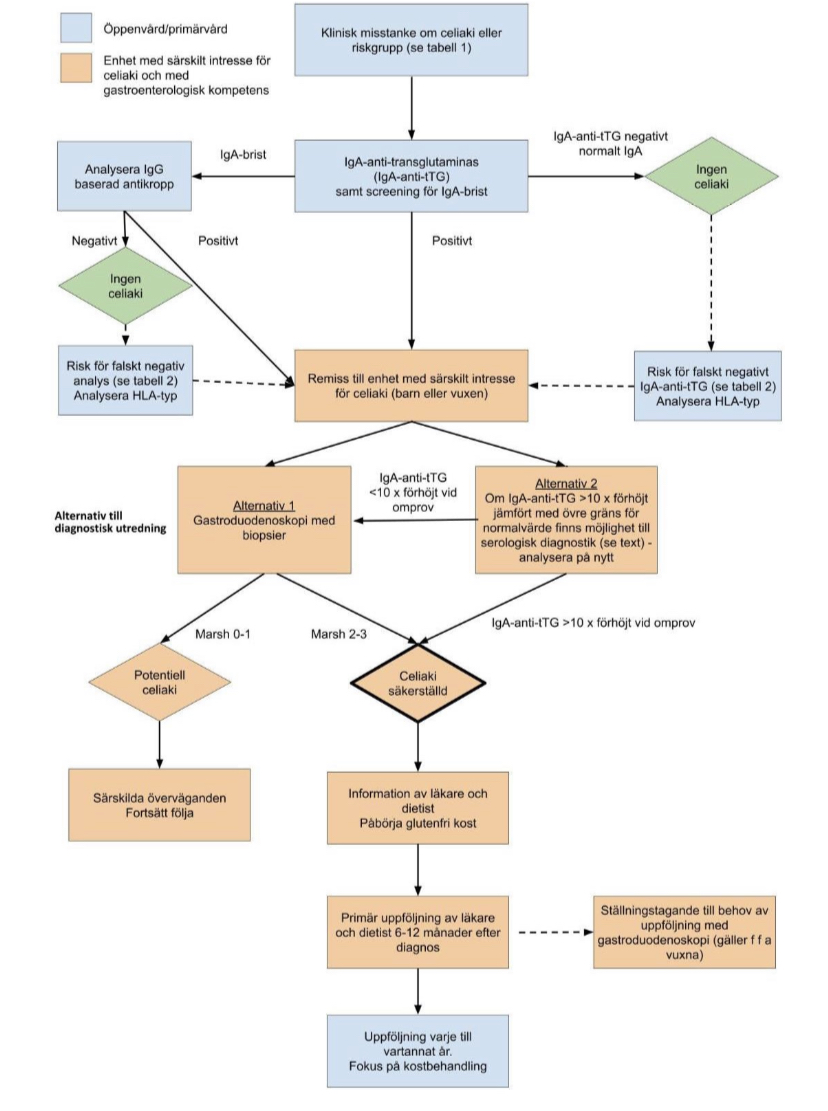 Öppenvård/primärvård
Enhet med särskilt intresse för
celiaki och med
gastroenterologisk kompetens
Klinisk misstanke om celiaki eller
riskgrupp (se tabell 1)
IgA-anti-tTG negativt
normalt IgA
IgA-brist
Analysera IgG
baserad antikropp
IgA-anti-transglutaminas
(IgA-anti-tTG)
samt screening för IgA-brist
Ingen
celiaki
Negativt
Positivt
Positivt
Ingen
celiaki
Risk för falskt negativ
analys (se tabell 2)
Analysera HLA-typ
Remiss till enhet med särskilt intresse
för celiaki (barn eller vuxen)
Risk för falskt negativt
IgA-anti-tTG (se tabell 2)
Analysera HLA-typ
Alternativ till
diagnostisk utredning
Alternativ 1
Gastroduodenoskopi med
biopsier
IgA-anti-tTG
<10 x förhöjt vid
omprov
Alternativ 2
Om IgA-anti-tTG >10 x förhöjt
jämfört med övre gräns för
normalvärde finns möjlighet till
serologisk diagnostik (se text) -
analysera på nytt
Marsh 0-1
Marsh 2-3
IgA-anti-tTG >10 x förhöjt vid omprov
Potentiell
celiaki
Celiaki
säkerställd
Särskilda överväganden
Fortsätt följa
Information av läkare och
dietist
Påbörja glutenfri kost
Primär uppföljning av läkare
och dietist 6-12 månader efter
diagnos
Ställningstagande till behov av
uppföljning med
gastroduodenoskopi (gäller f f a
vuxna)
Uppföljning varje till
vartannat år.
Fokus på kostbehandling